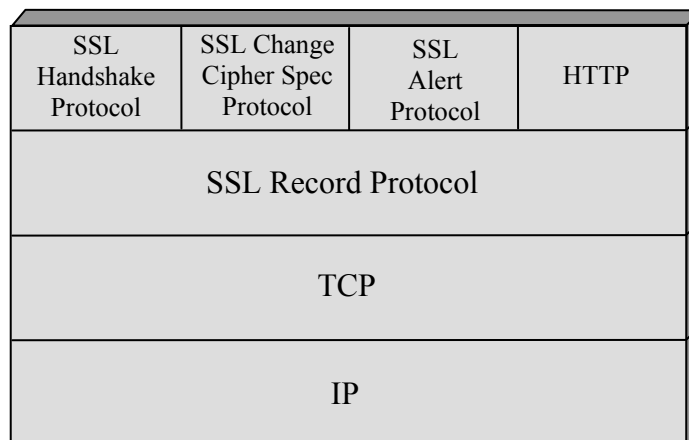 SSL
Handshake
Protocol
SSL Change
Cipher Spec
Protocol
SSL
Alert
Protocol
HTTP
SSL Record Protocol
TCP
IP